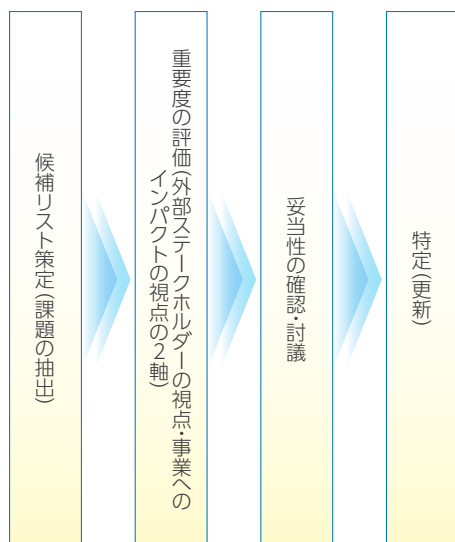 候補リスト策定（課題の抽出）
重要度の評価（外部ステークホルダーの視点・事業への
インパクトの視点の2軸）
妥当性の確認・討議
特定（更新）